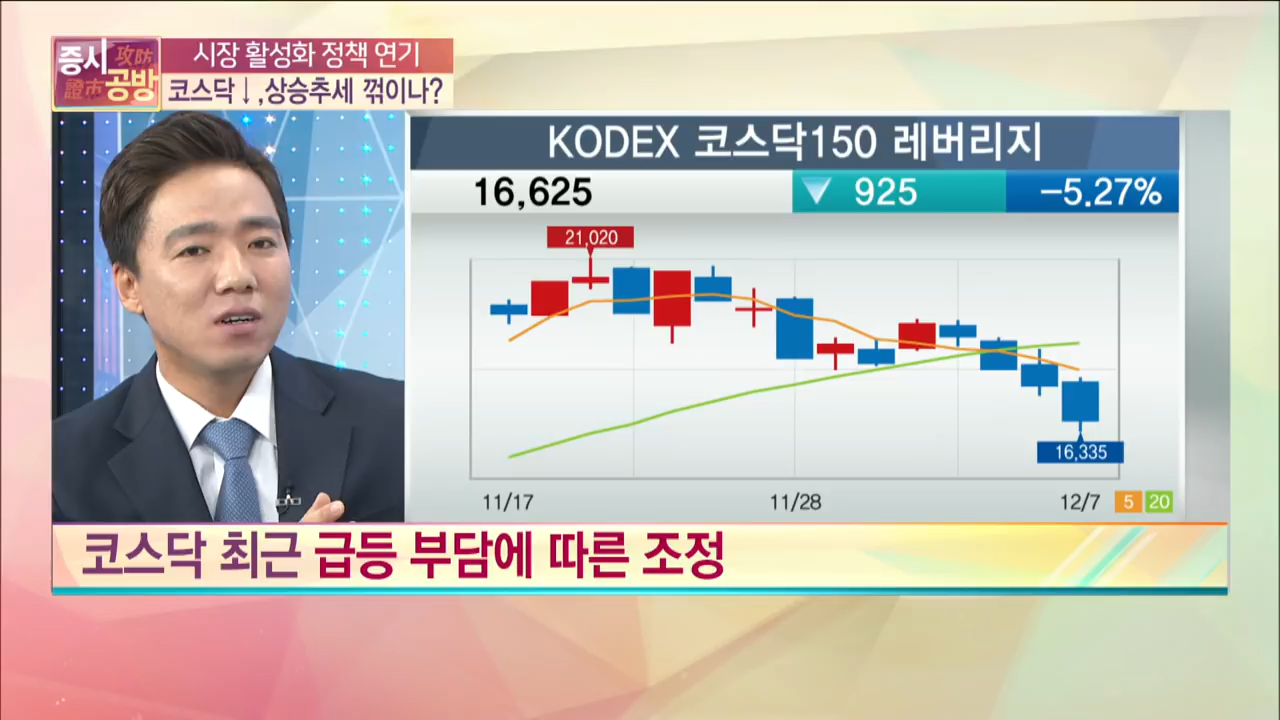 증시 攻防
證市 공방
시장 활성화 정책 연기
코스닥↓,상승추세 꺾이나?
KODEX 코스닥150 레버리지
16,625 ▼ 925 -5.27%
21,020
16,335
11/17 11/28 12/7 5 20
코스닥 최근 급등 부담에 따른 조정